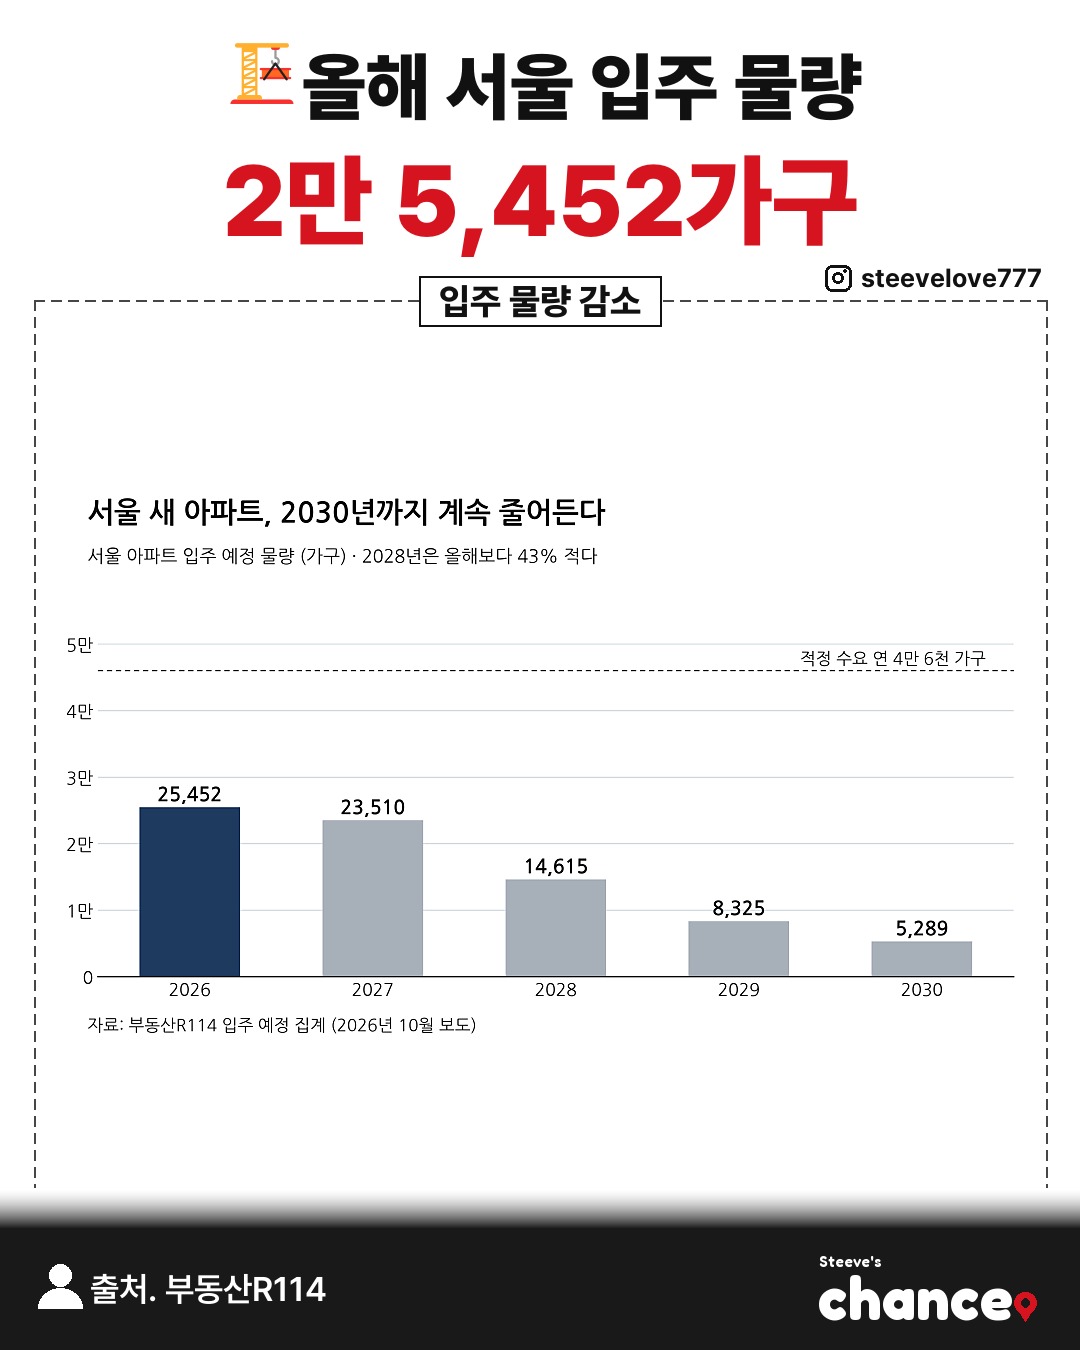 올해 서울 입주 물량
2만 5,452가구
steevelove777
입주 물량 감소
서울 새 아파트, 2030년까지 계속 줄어든다
서울 아파트 입주 예정 물량 (가구) · 2028년은 올해보다 43% 적다
5만
적정 수요 연 4만 6천 가구
4만
3만
2만
1만
0
25,452
23,510
14,615
8,325
5,289
2026
2027
2028
2029
2030
자료: 부동산R114 입주 예정 집계 (2026년 10월 보도)
출처. 부동산R114
Steeve's
chance